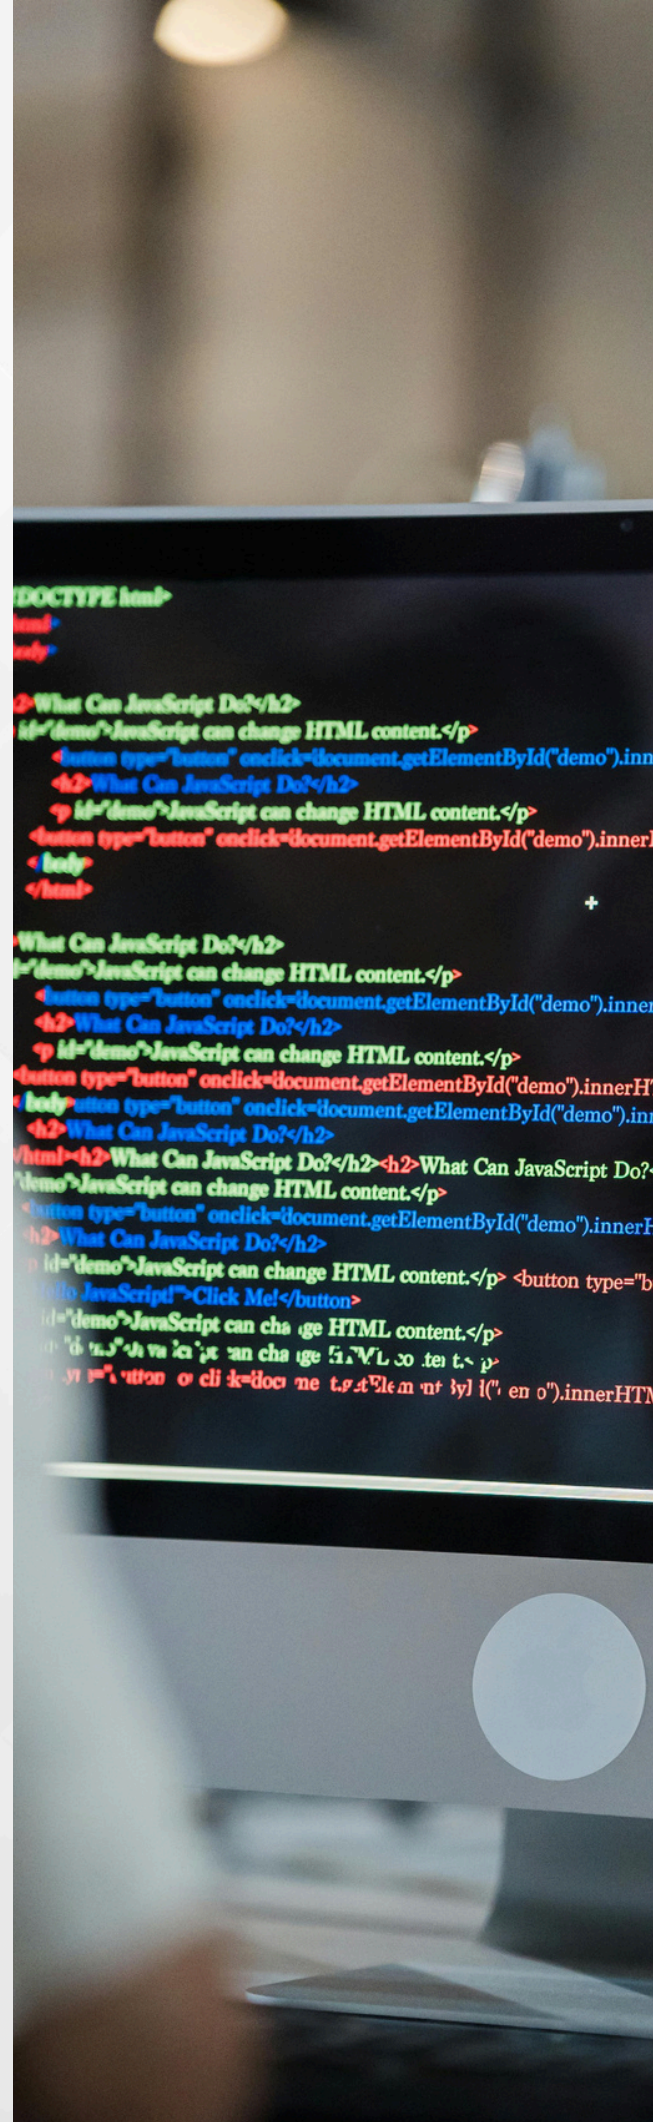 !DOCTYPE html>
html>
body>
2>What Can JavaScript Do?</h2>
id="demo">JavaScript can change HTML content.</p>
<button type="button" onclick='document.getElementById("demo").inn
<h2>What Can JavaScript Do?</h2>
<p id="demo">JavaScript can change HTML content.</p>
<button type="button" onclick='document.getElementById("demo").innerH
</body>
</html>
>What Can JavaScript Do?</h2>
="demo">JavaScript can change HTML content.</p>
<button type="button" onclick='document.getElementById("demo").inner
<h2>What Can JavaScript Do?</h2>
<p id="demo">JavaScript can change HTML content.</p>
<button type="button" onclick='document.getElementById("demo").innerHT
</body>utton type="button" onclick='document.getElementById("demo").inn
<h2>What Can JavaScript Do?</h2>
/html><h2>What Can JavaScript Do?</h2><h2>What Can JavaScript Do?<
"demo">JavaScript can change HTML content.</p>
<button type="button" onclick='document.getElementById("demo").innerH
<h2>What Can JavaScript Do?</h2>
id="demo">JavaScript can change HTML content.</p> <button type="b
JavaScript!"'>Click Me!</button>
id="demo">JavaScript can cha ge HTML content.</p>
innerHTM